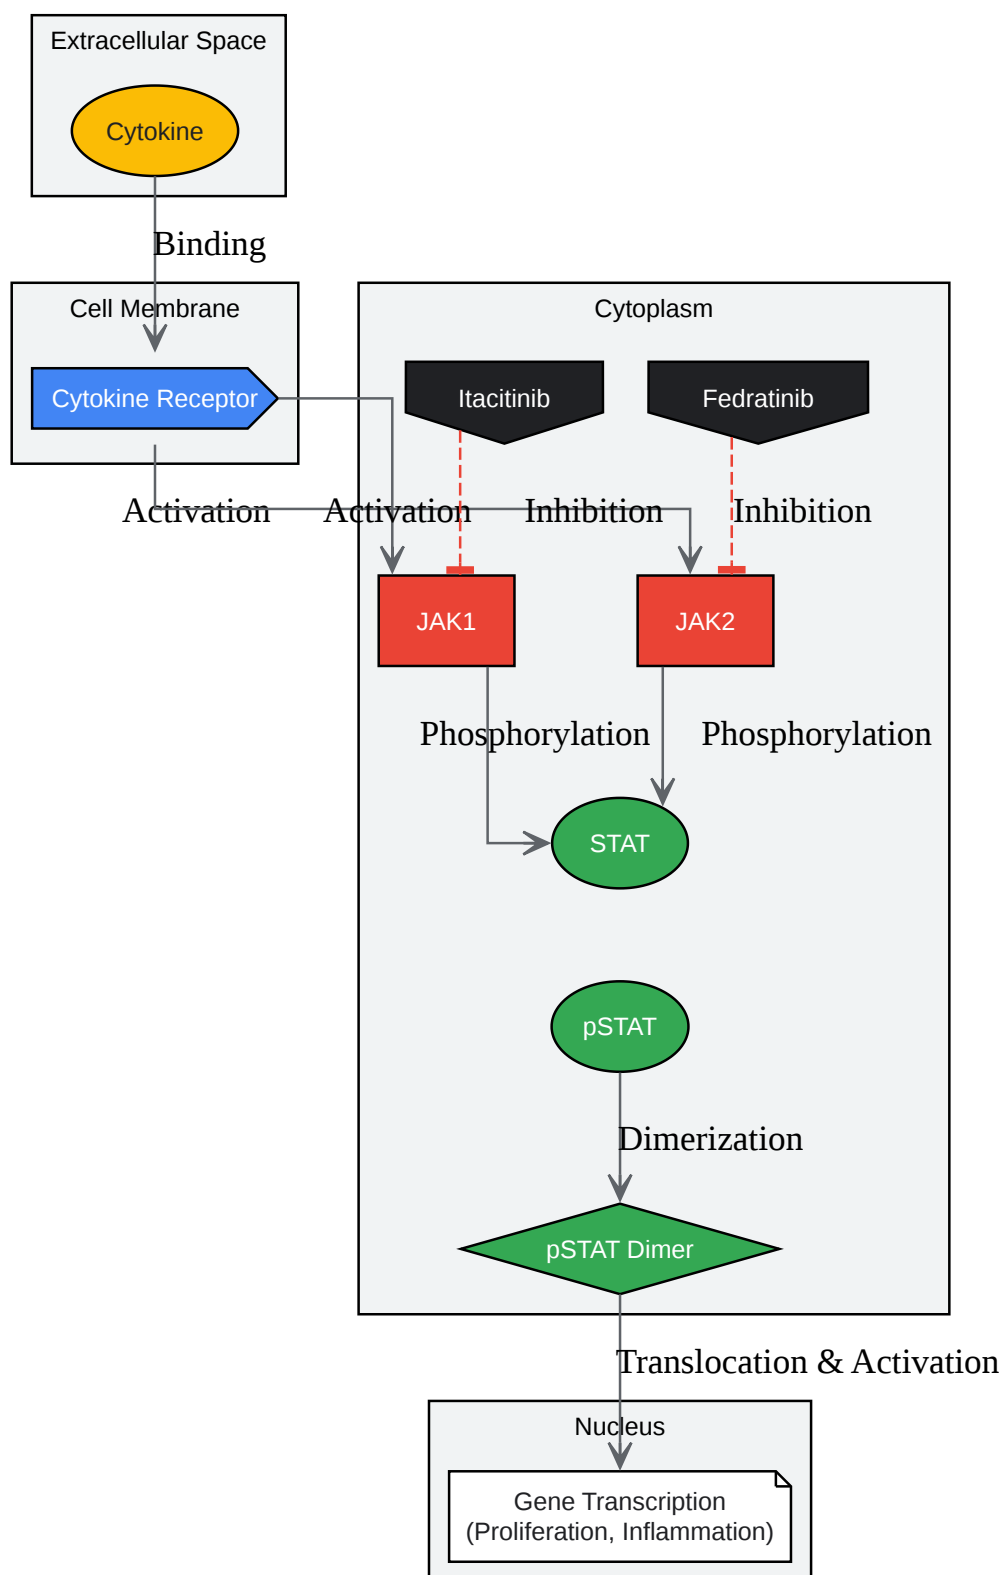 Extracellular Space
Cytokine
Binding
Cell Membrane
Cytoplasm
Cytokine Receptor
Itacitinib
Fedratinib
Activation
Activation
Inhibition
Inhibition
JAK1
JAK2
Phosphorylation
Phosphorylation
STAT
pSTAT
Dimerization
pSTAT Dimer
Translocation & Activation
Nucleus
Gene Transcription
(Proliferation, Inflammation)